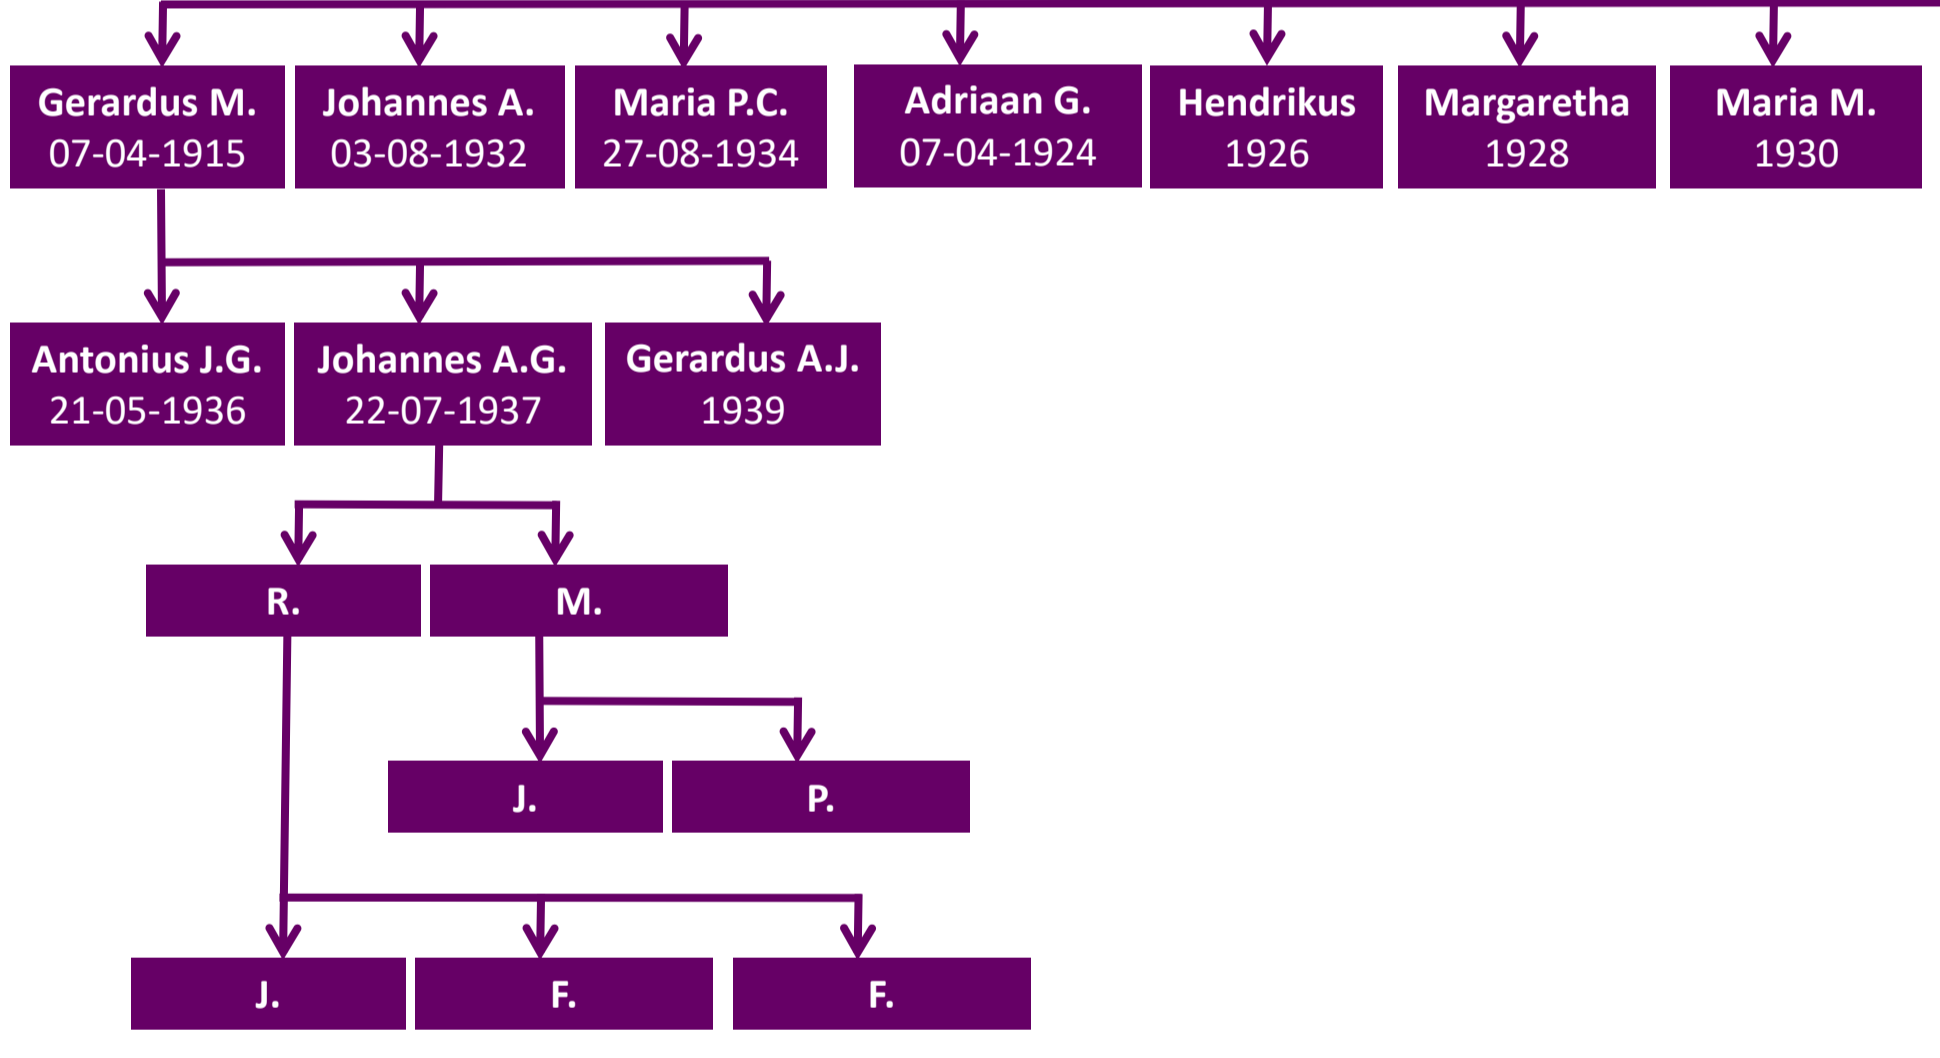 Gerardus M.
07-04-1915
Johannes A.
03-08-1932
Maria P.C.
27-08-1934
Adriaan G.
07-04-1924
Hendrikus
1926
Margaretha
1928
Maria M.
1930
Antonius J.G.
21-05-1936
Johannes A.G.
22-07-1937
Gerardus A.J.
1939
R.
M.
J.
P.
J.
F.
F.